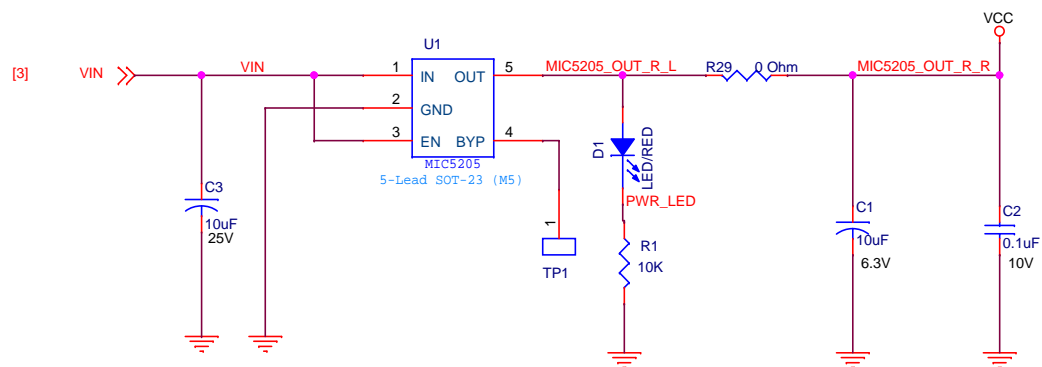 VCC
U1
[3]
VIN
VIN
1
IN
OUT
5
MIC5205_OUT_R_L
R29
0 Ohm
MIC5205_OUT_R_R
2
GND
3
EN
BYP
4
MIC5205
5-Lead SOT-23 (M5)
D1
LED/RED
PWR_LED
C3
10uF
25V
1
TP1
R1
10K
C1
10uF
6.3V
C2
0.1uF
10V